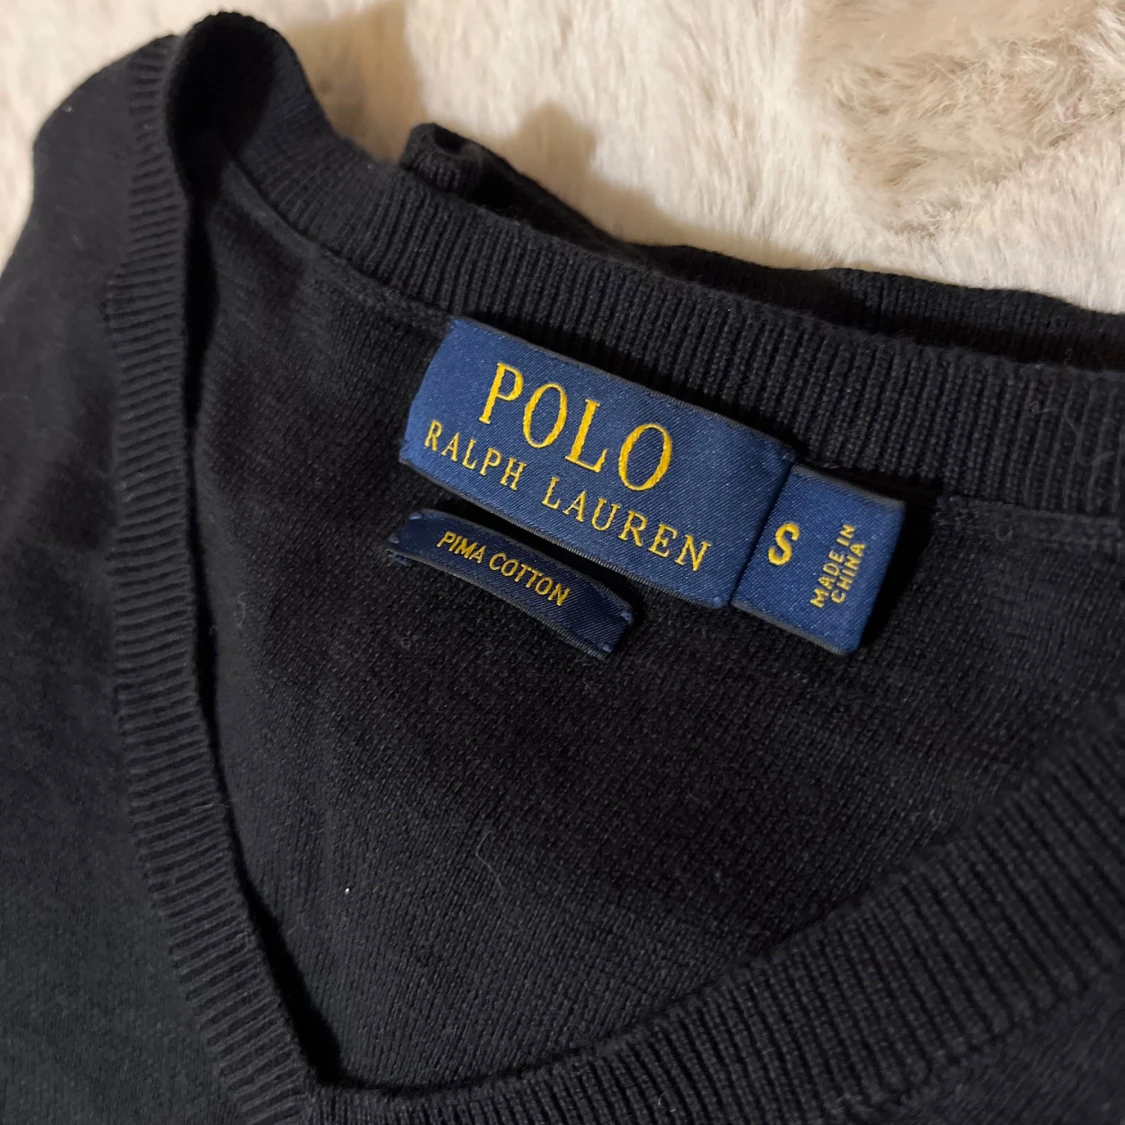 POLO
RALPH LAUREN
PIMA COTTON
S
MADE IN
CHINA